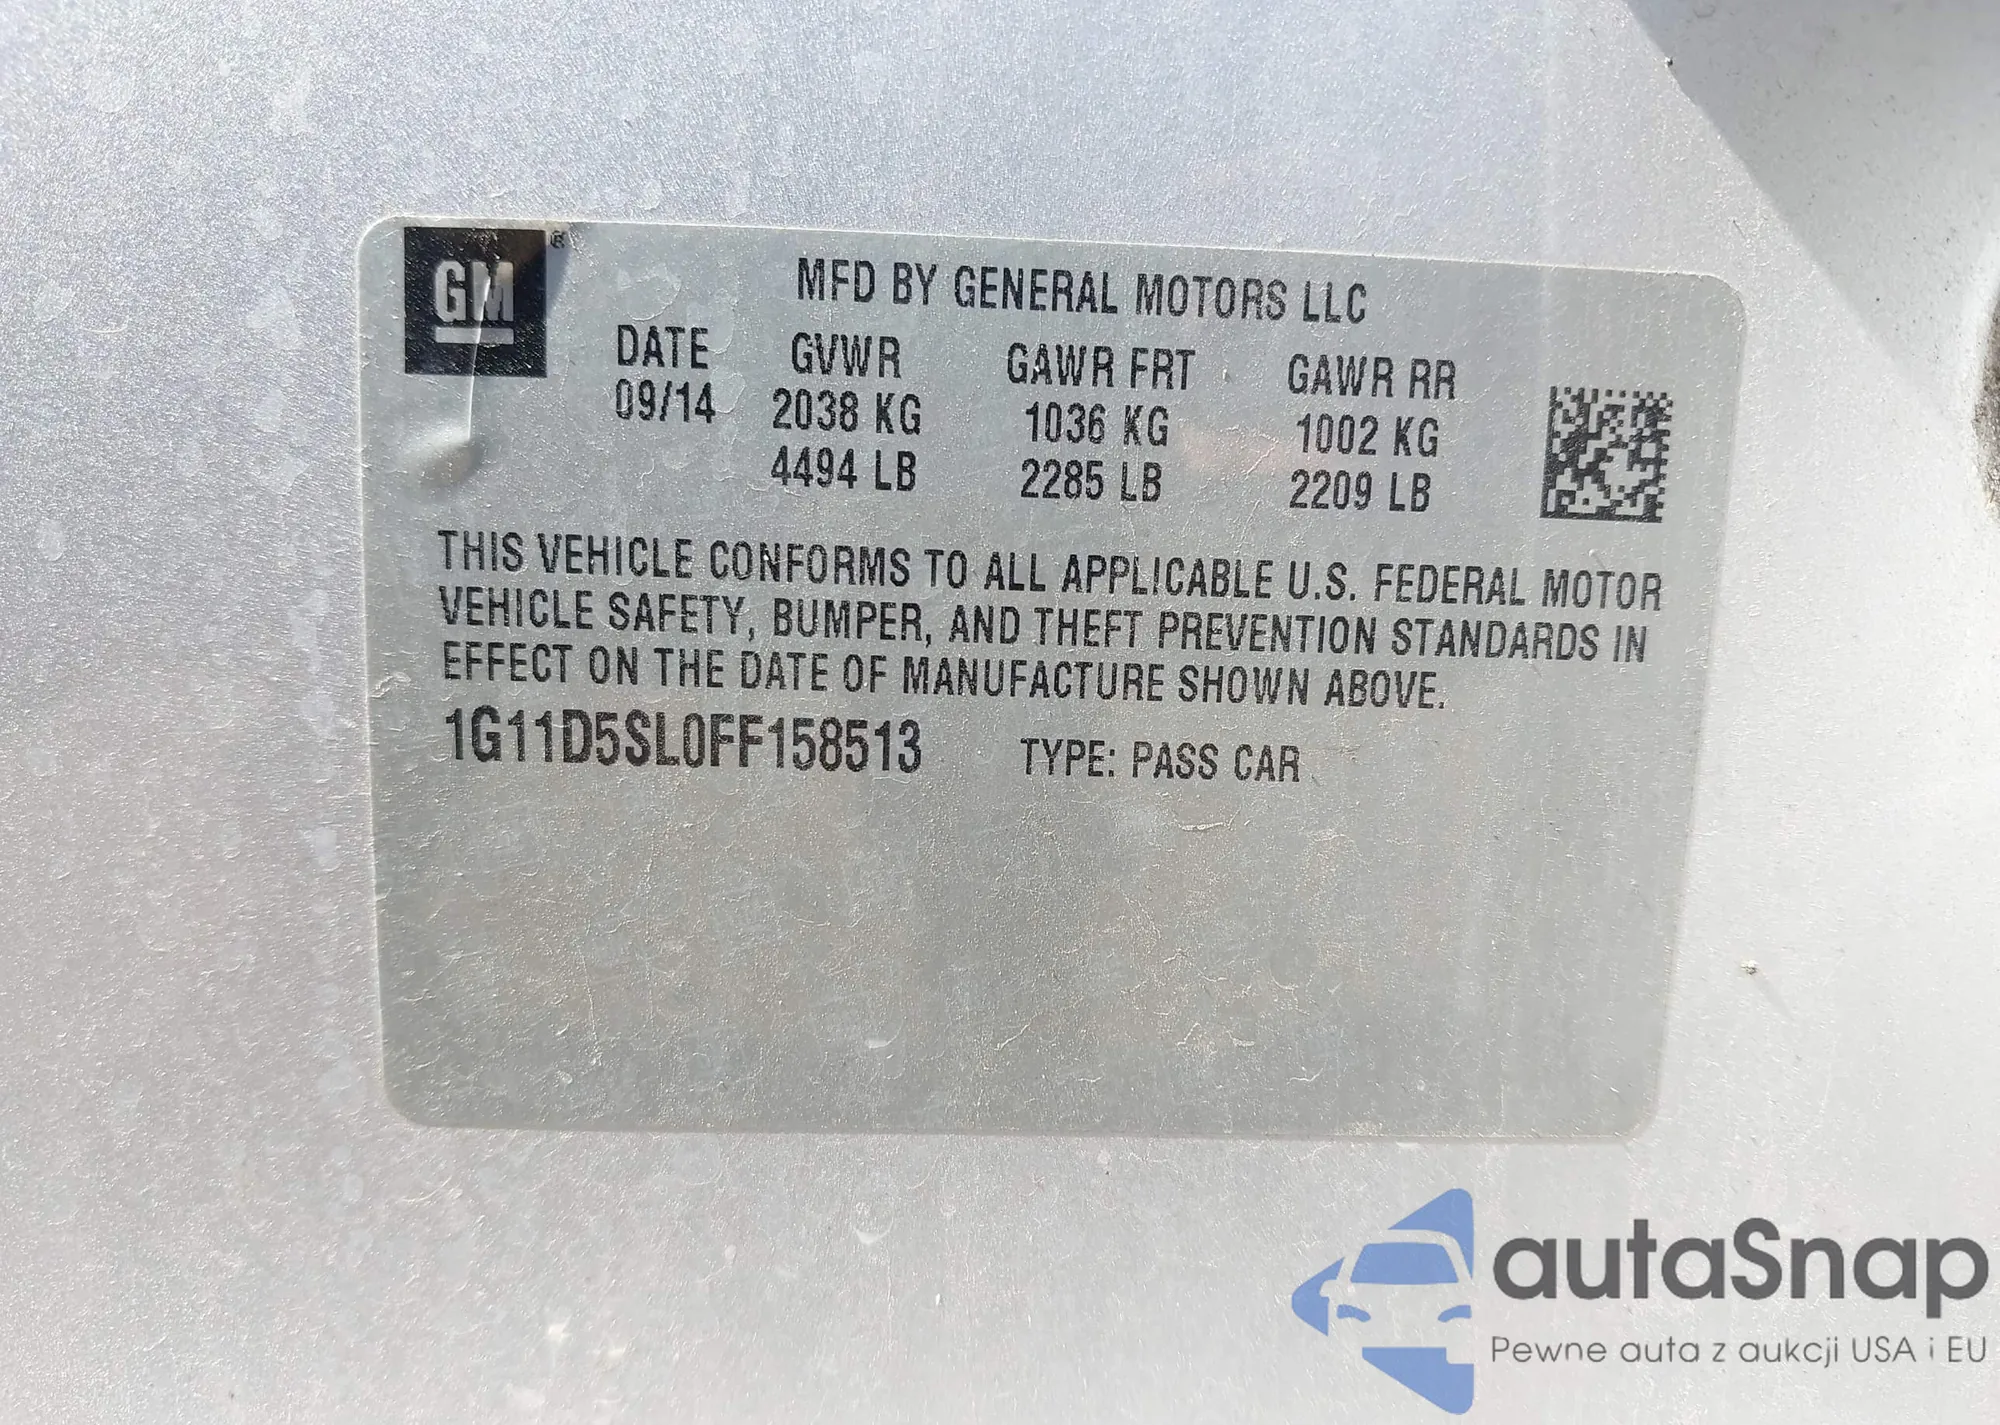 GM ®
MFD BY GENERAL MOTORS LLC
DATE GVWR GAWR FRT GAWR RR
09/14 2038 KG 1036 KG 1002 KG
4494 LB 2285 LB 2209 LB
THIS VEHICLE CONFORMS TO ALL APPLICABLE U.S. FEDERAL MOTOR
VEHICLE SAFETY, BUMPER, AND THEFT PREVENTION STANDARDS IN
EFFECT ON THE DATE OF MANUFACTURE SHOWN ABOVE.
1G11D5SL0FF158513 TYPE: PASS CAR
autaSnap
Pewne auta z aukcji USA i EU